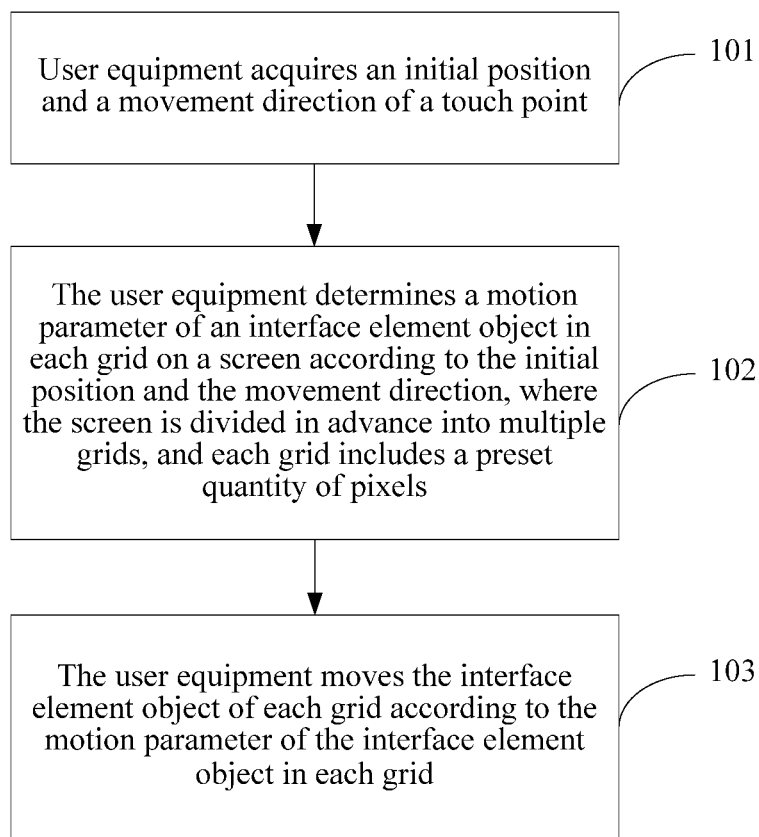 User equipment acquires an initial position
and a movement direction of a touch point
101
The user equipment determines a motion
parameter of an interface element object in
each grid on a screen according to the initial
position and the movement direction, where
the screen is divided in advance into multiple
grids, and each grid includes a preset
quantity of pixels
102
The user equipment moves the interface
element object of each grid according to the
motion parameter of the interface element
object in each grid
103